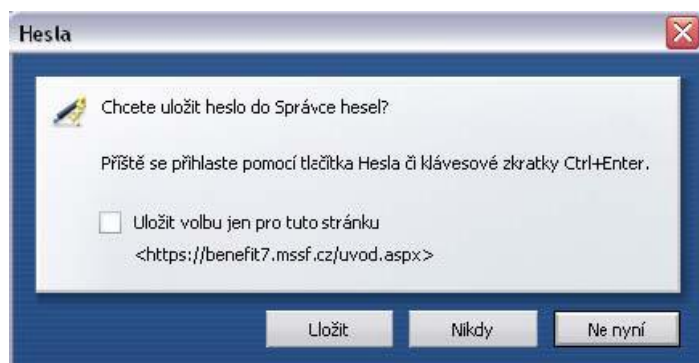 Hesla
Chcete uložit heslo do Správce hesel?
Příště se přihlaste pomocí tlačítka Hesla či klávesové zkratky Ctrl+Enter.
Uložit volbu jen pro tuto stránku
<https://benefit7.mssf.cz/uvod.aspx>
Uložit Nikdy Ne nyní